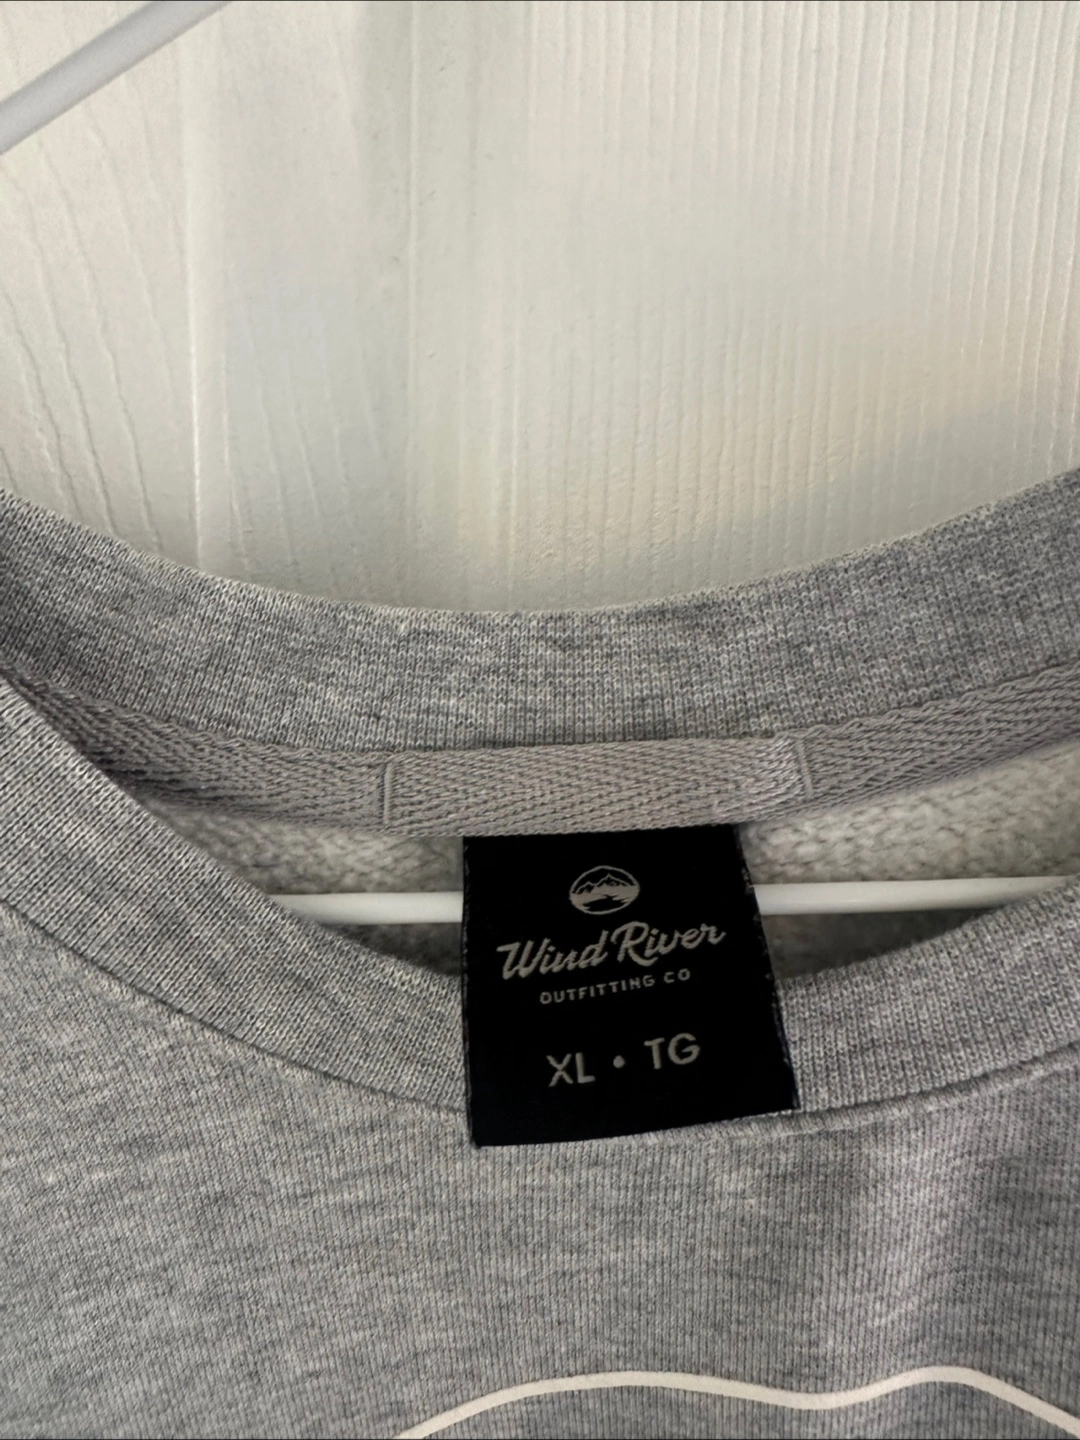 Wind River
OUTFITTING CO
XL • TG